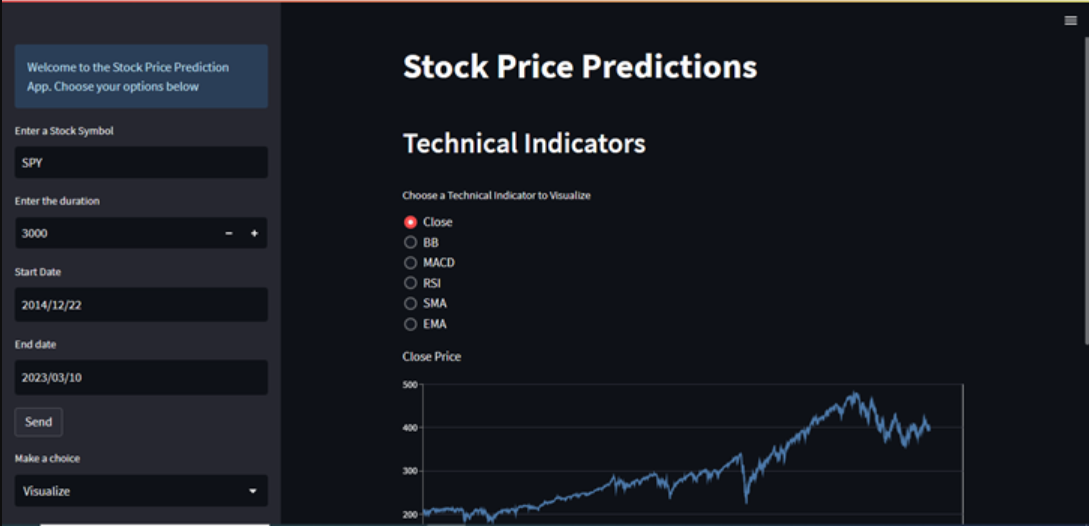 Welcome to the Stock Price Prediction
App. Choose your options below
Enter a Stock Symbol
SPY
Enter the duration
3000
Start Date
2014/12/22
End date
2023/03/10
Send
Make a choice
Visualize
Stock Price Predictions
Technical Indicators
Choose a Technical Indicator to Visualize
Close
BB
MACD
RSI
SMA
EMA
Close Price
500
400
300
200